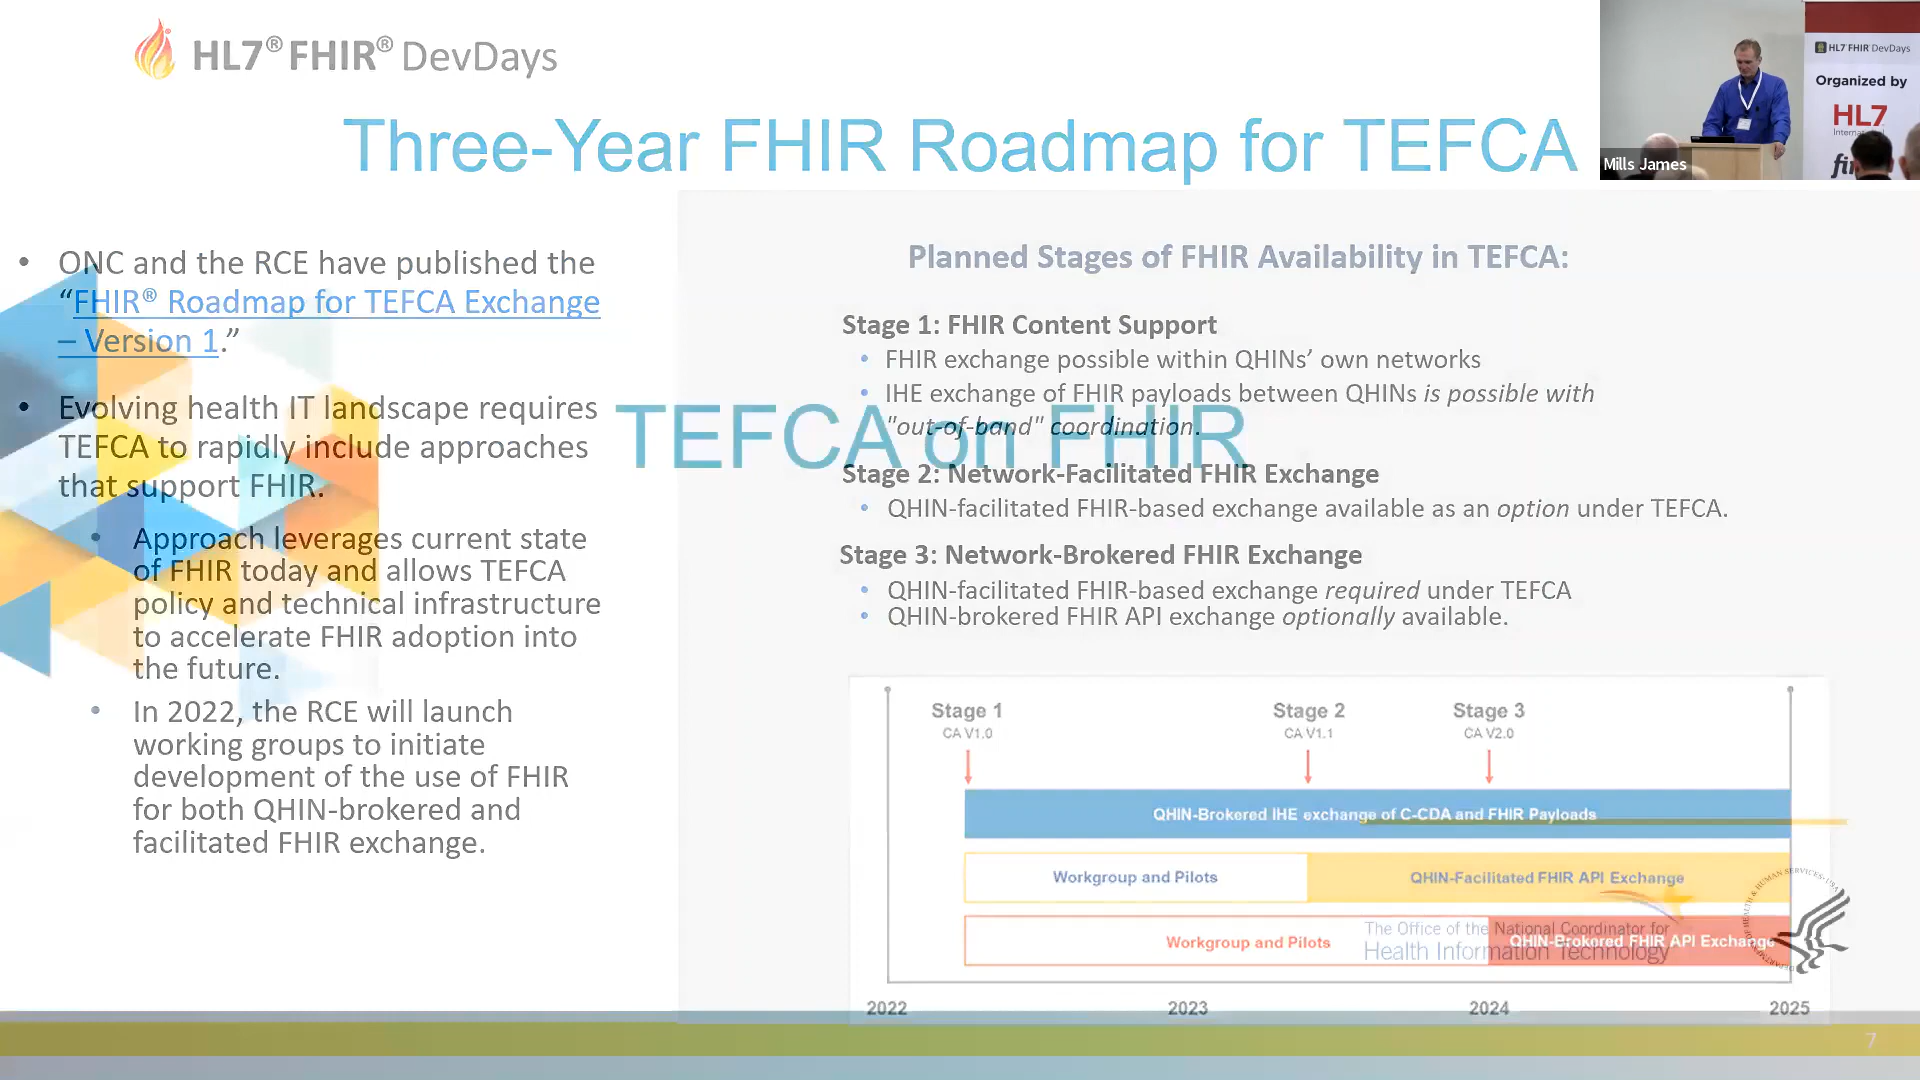 HL7® FHIR® DevDays
Three-Year FHIR Roadmap for TEFCA
• ONC and the RCE have published the
“FHIR® Roadmap for TEFCA Exchange
– Version 1.”
• Evolving health IT landscape requires
TEFCA to rapidly include approaches
that support FHIR.
• Approach leverages current state
of FHIR today and allows TEFCA
policy and technical infrastructure
to accelerate FHIR adoption into
the future.
• In 2022, the RCE will launch
working groups to initiate
development of the use of FHIR
for both QHIN-brokered and
facilitated FHIR exchange.
TEFCA on FHIR
Planned Stages of FHIR Availability in TEFCA:
Stage 1: FHIR Content Support
• FHIR exchange possible within QHINs’ own networks
• IHE exchange of FHIR payloads between QHINs is possible with
"out-of-band" coordination.
Stage 2: Network-Facilitated FHIR Exchange
• QHIN-facilitated FHIR-based exchange available as an option under TEFCA.
Stage 3: Network-Brokered FHIR Exchange
• QHIN-facilitated FHIR-based exchange required under TEFCA
• QHIN-brokered FHIR API exchange optionally available.
Stage 1
CA V1.0
Stage 2
CA V1.1
Stage 3
CA V2.0
QHIN-Brokered IHE exchange of C-CDA and FHIR Payloads
Workgroup and Pilots
QHIN-Facilitated FHIR API Exchange
Workgroup and Pilots
QHIN-Brokered FHIR API Exchange
The Office of the National Coordinator for
Health Information Technology
2022 2023 2024 2025
7
HL7 FHIR DevDays
Organized by
HL7
International
Mills James